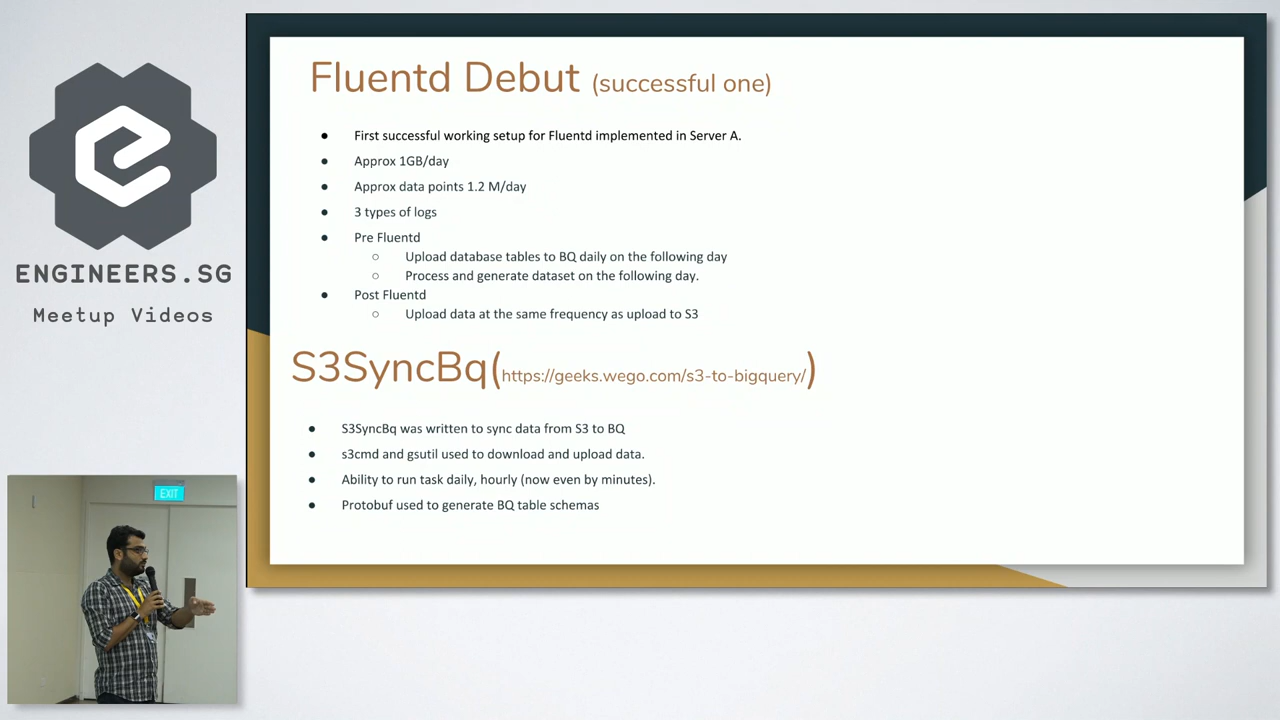 Fluentd Debut (successful one)
● First successful working setup for Fluentd implemented in Server A.
● Approx 1GB/day
● Approx data points 1.2 M/day
● 3 types of logs
● Pre Fluentd
○ Upload database tables to BQ daily on the following day
○ Process and generate dataset on the following day.
● Post Fluentd
○ Upload data at the same frequency as upload to S3
S3SyncBq(https://geeks.wego.com/s3-to-bigquery/)
● S3SyncBq was written to sync data from S3 to BQ
● s3cmd and gsutil used to download and upload data.
● Ability to run task daily, hourly (now even by minutes).
● Protobuf used to generate BQ table schemas
ENGINEERS.SG
Meetup Videos
EXIT